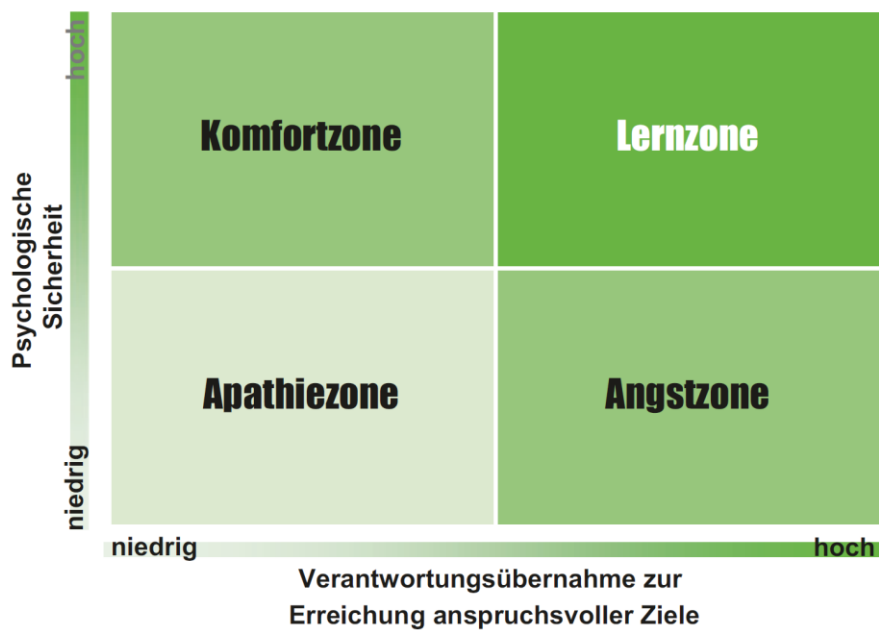 hoch
Komfortzone
Lernzone
Psychologische
Sicherheit
Apathiezone
Angstzone
niedrig
niedrig
hoch
Verantwortungsübernahme zur
Erreichung anspruchsvoller Ziele